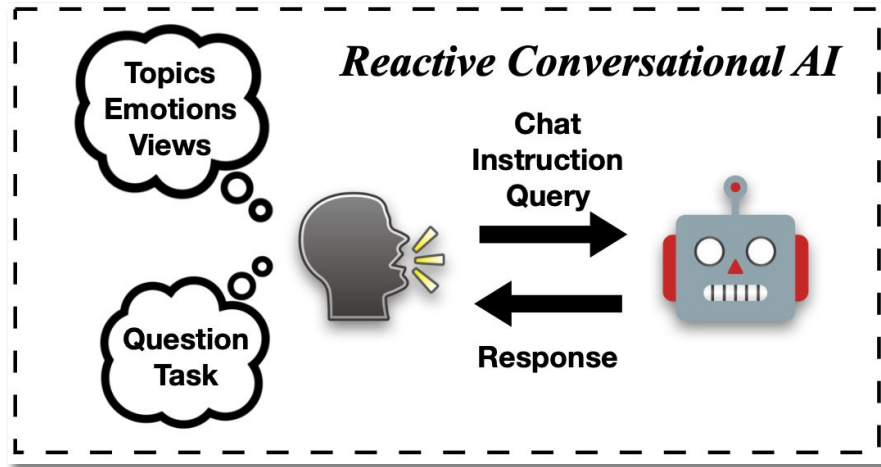 Reactive Conversational AI
Topics
Emotions
Views
Chat
Instruction
Query
Question
Task
Response